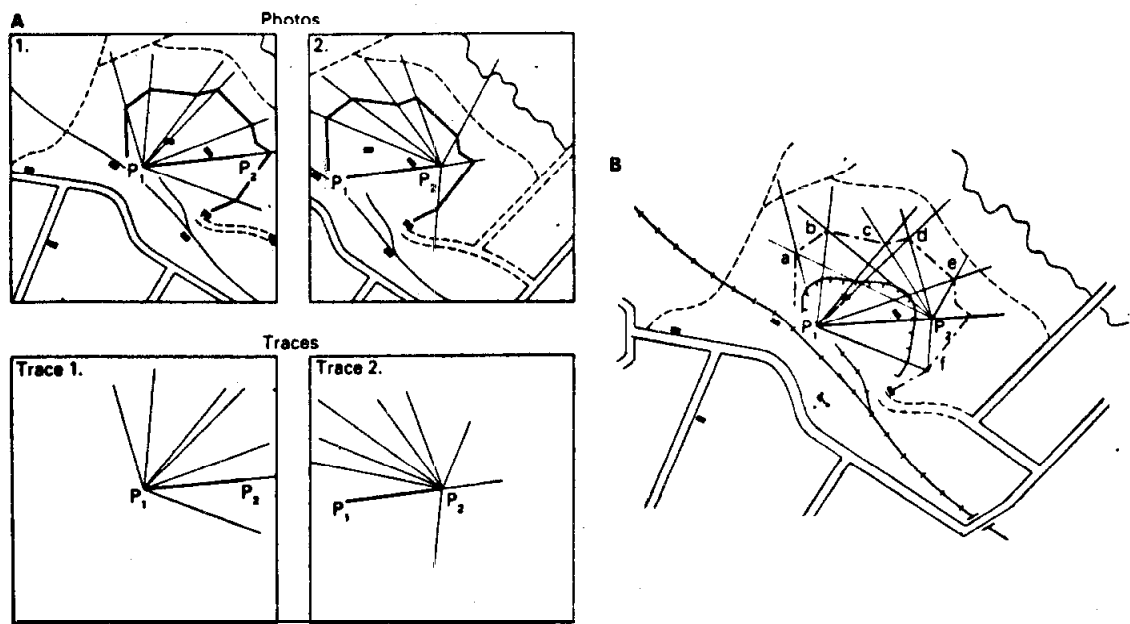 A
Photos
1.
P1
P2
2.
P1
P2
Traces
Trace 1.
P1
P2
Trace 2.
P1
P2
B
a
b
c
d
e
f
P1
P2